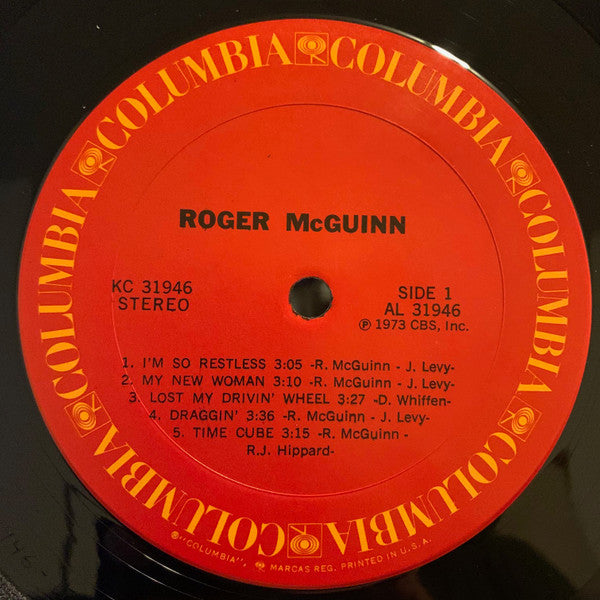 COLUMBIA COLUMBIA COLUMBIA COLUMBIA COLUMBIA COLUMBIA
ROGER McGUINN
KC 31946
STEREO
SIDE 1
AL 31946
℗ 1973 CBS, Inc.
1. I'M SO RESTLESS 3:05 -R. McGuinn - J. Levy-
2. MY NEW WOMAN 3:10 -R. McGuinn - J. Levy-
3. LOST MY DRIVIN' WHEEL 3:27 -D. Whiffen-
4. DRAGGIN' 3:36 -R. McGuinn - J. Levy-
5. TIME CUBE 3:15 -R. McGuinn -
R.J. Hippard-
®"COLUMBIA", MARCAS REG. PRINTED IN U.S.A.